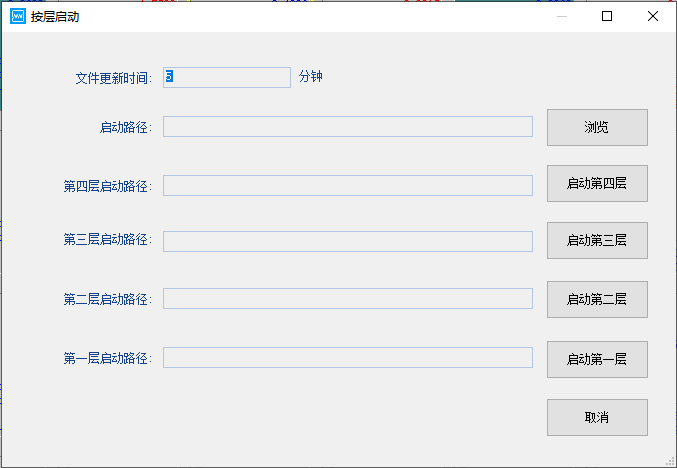 按层启动
文件更新时间: 5 分钟
启动路径: 浏览
第四层启动路径: 启动第四层
第三层启动路径: 启动第三层
第二层启动路径: 启动第二层
第一层启动路径: 启动第一层
取消